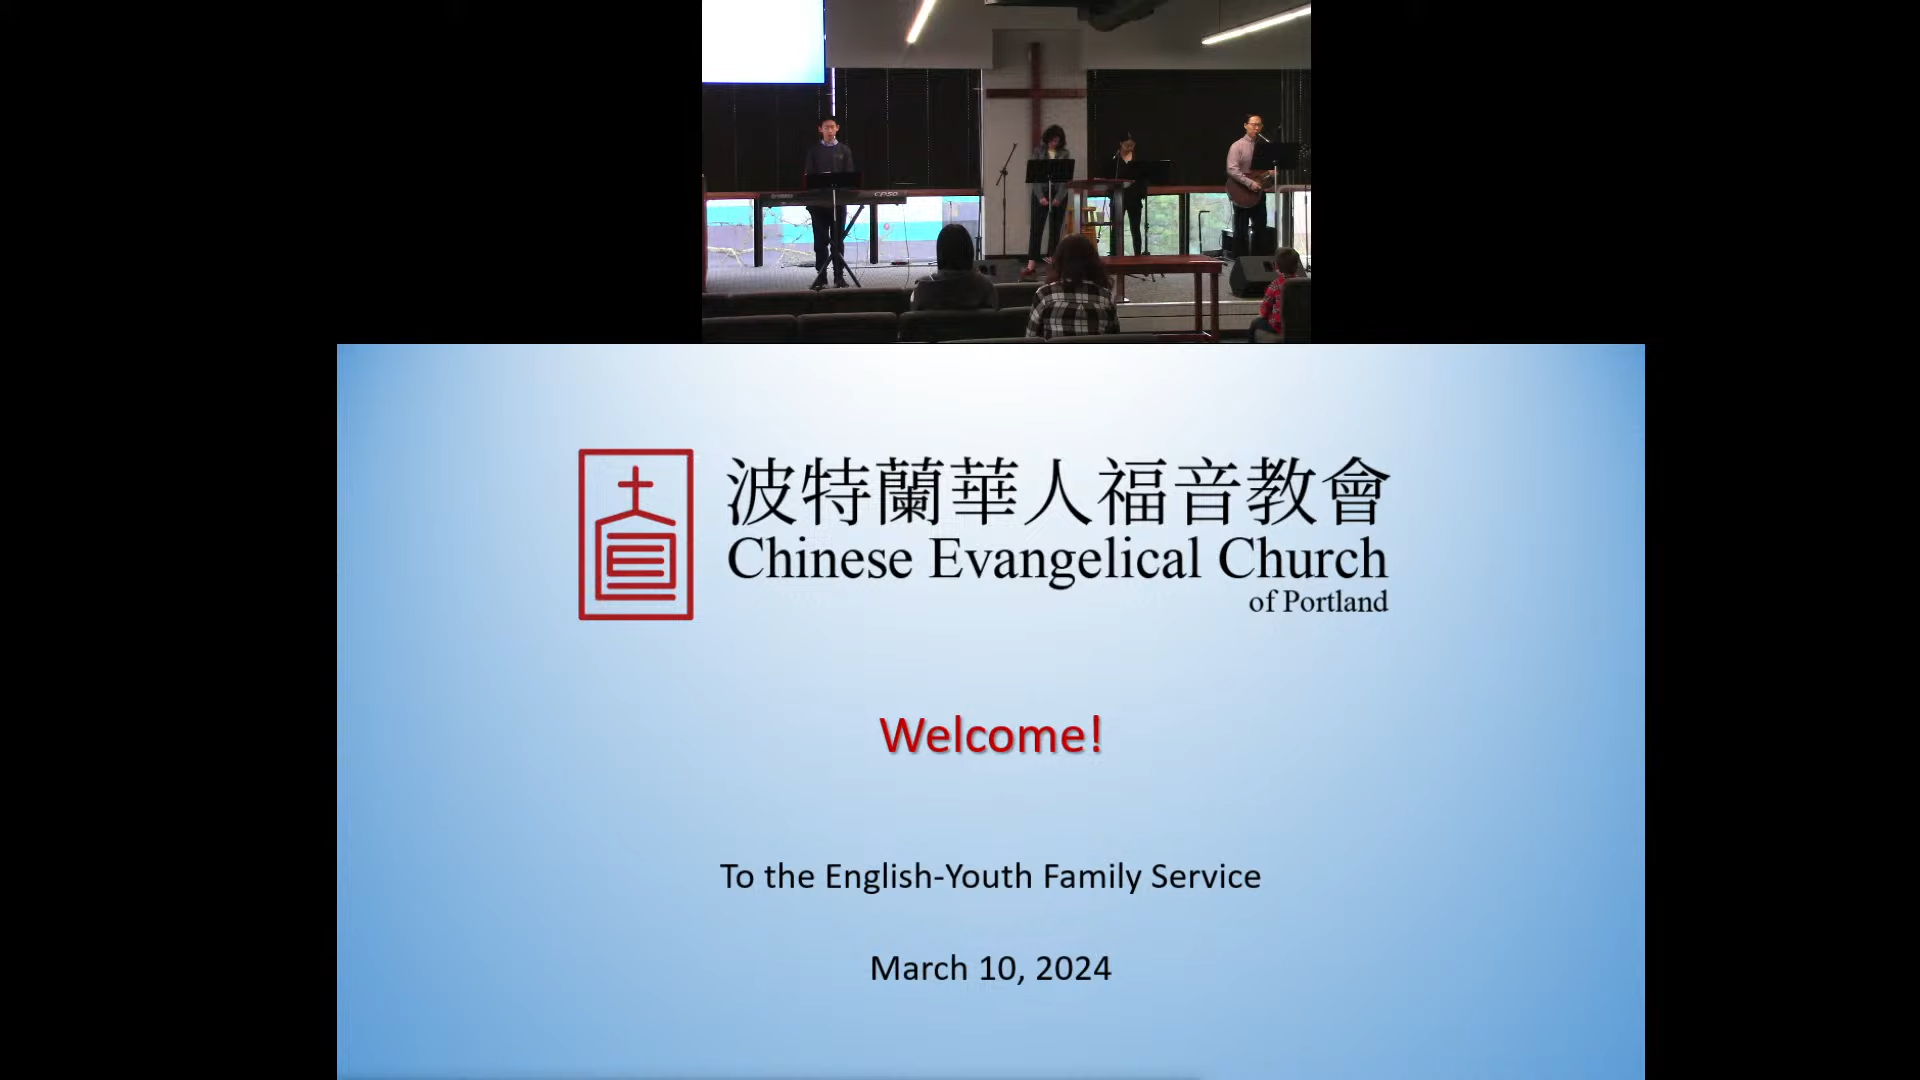 CP50
波特蘭華人福音教會
Chinese Evangelical Church
of Portland
Welcome!
To the English-Youth Family Service
March 10, 2024